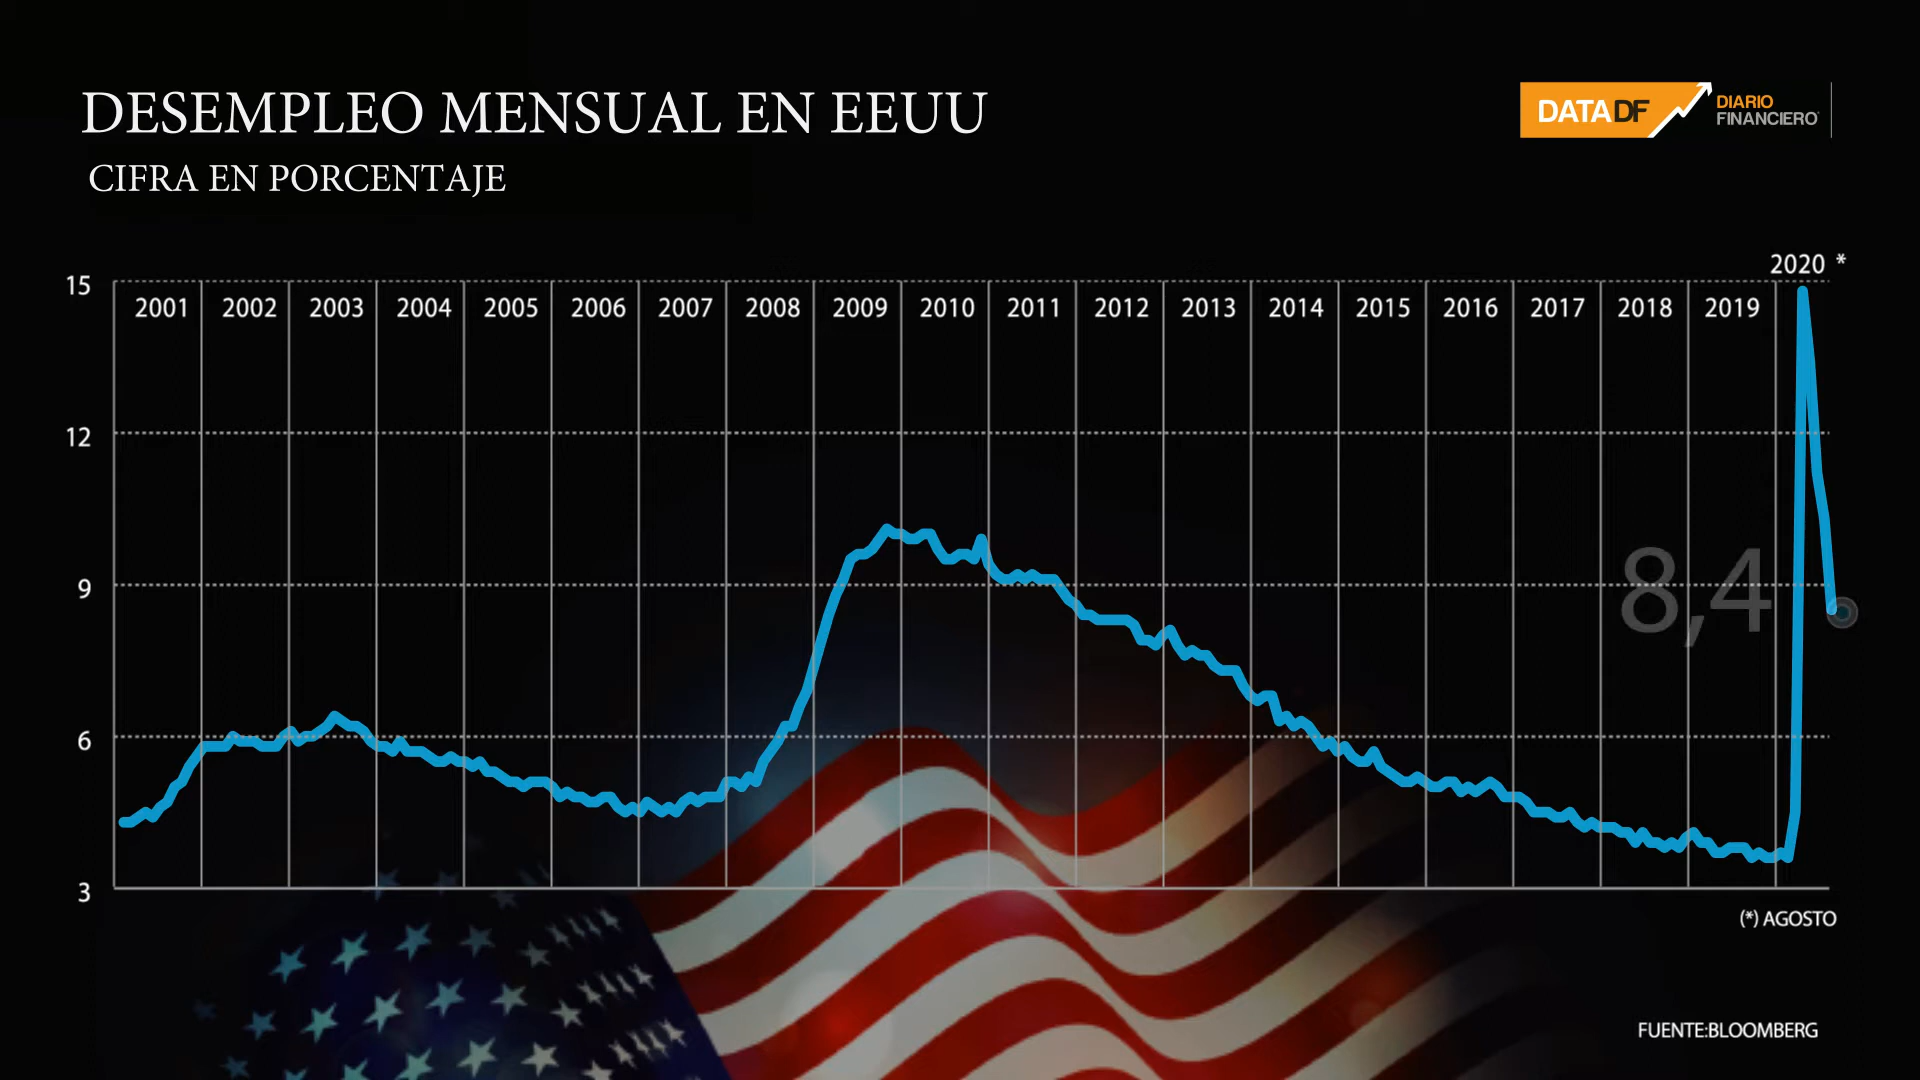 DESEMPLEO MENSUAL EN EEUU
CIFRA EN PORCENTAJE
DATADF
DIARIO
FINANCIERO
2020 *
15
2001 2002 2003 2004 2005 2006 2007 2008 2009 2010 2011 2012 2013 2014 2015 2016 2017 2018 2019
12
9
8,4
6
3
(*) AGOSTO
FUENTE:BLOOMBERG